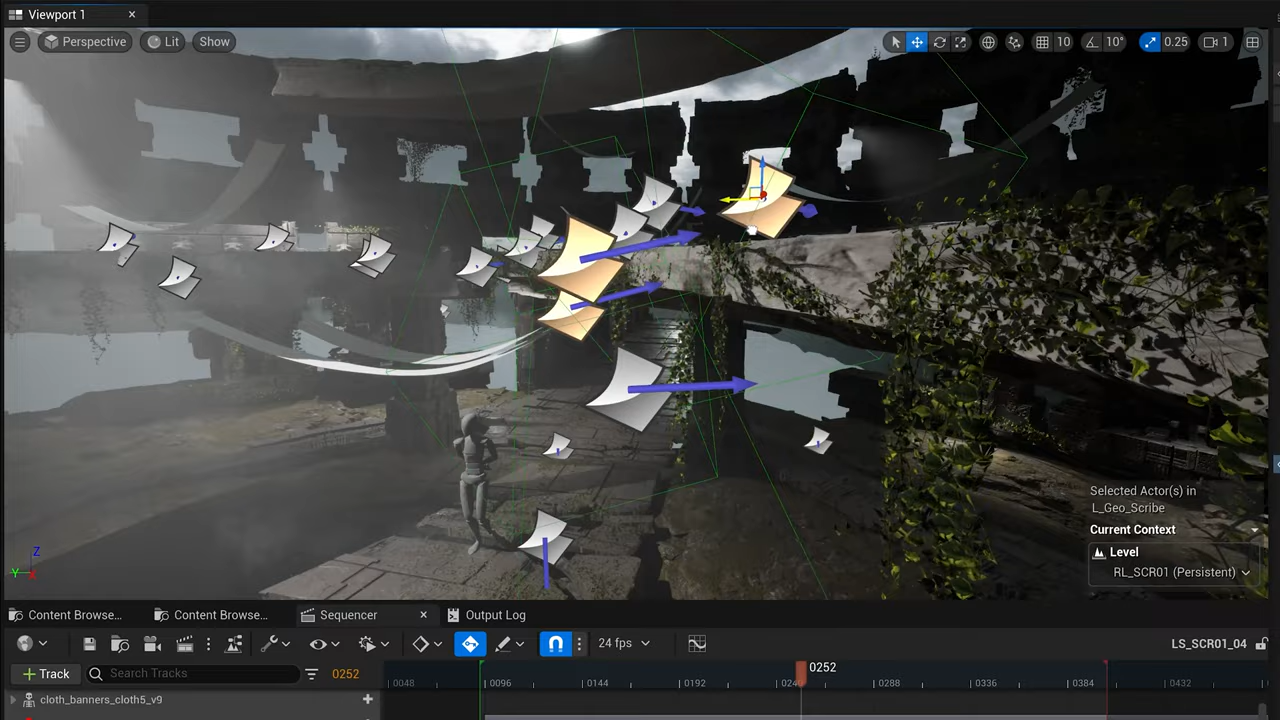 Viewport 1
Perspective Lit Show 10 10° 0.25 1
Z
Y X
Selected Actor(s) in
L_Geo_Scribe
Current Context
Level
RL_SCR01 (Persistent)
Content Browse... Content Browse... Sequencer Output Log
24 fps LS_SCR01_04
+ Track Search Tracks 0252 0252
0048 0096 0144 0192 0240 0288 0336 0384 0432
cloth_banners_cloth5_v9